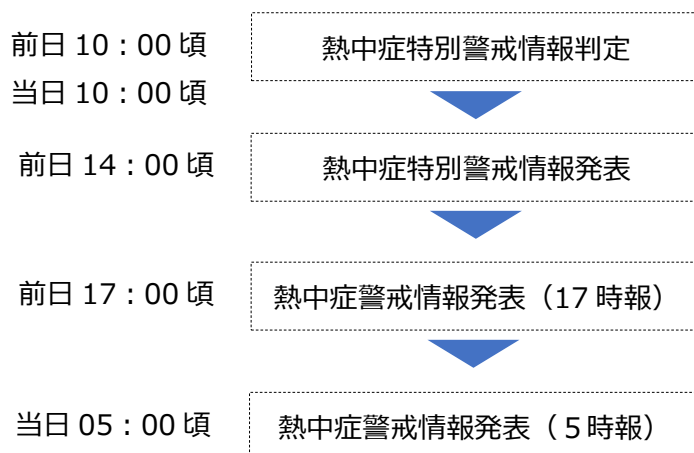 前日 10：00 頃 熱中症特別警戒情報判定
当日 10：00 頃
前日 14：00 頃 熱中症特別警戒情報発表
前日 17：00 頃 熱中症警戒情報発表（17 時報）
当日 05：00 頃 熱中症警戒情報発表（５時報）